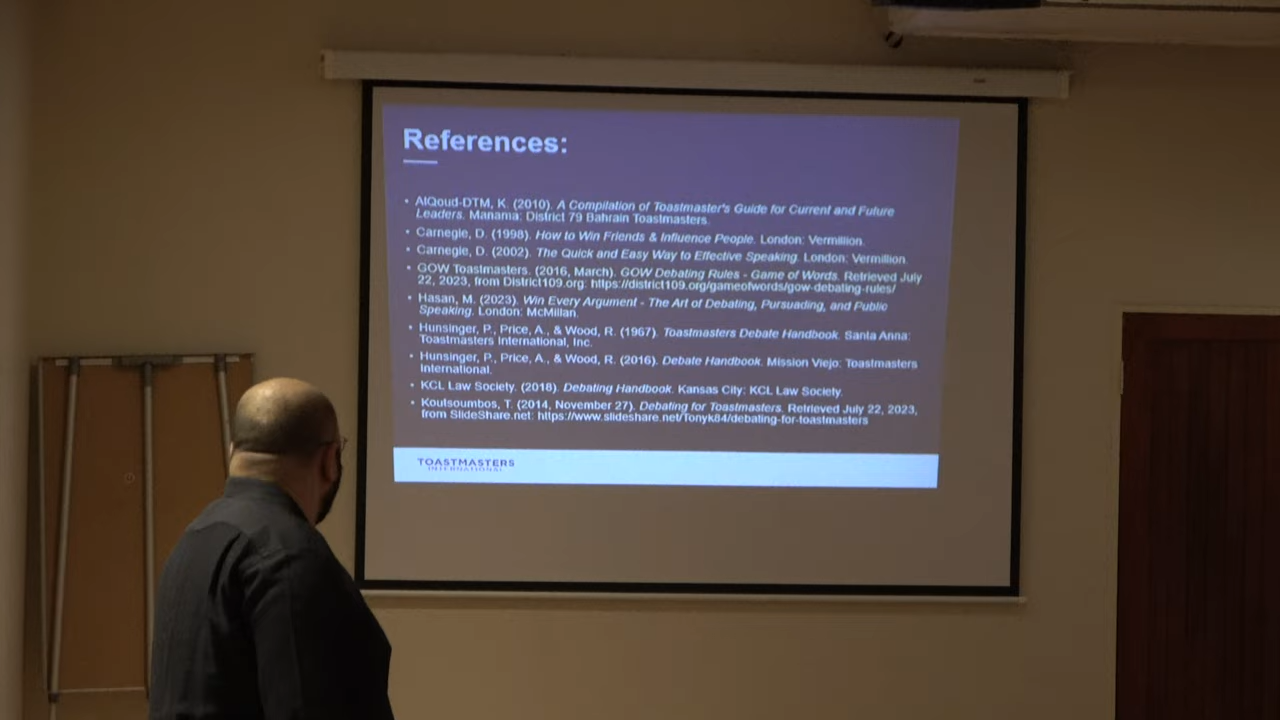 References:
• AlQoud-DTM, K. (2010). A Compilation of Toastmaster's Guide for Current and Future
Leaders. Manama: District 79 Bahrain Toastmasters.
• Carnegie, D. (1998). How to Win Friends & Influence People. London: Vermillion.
• Carnegie, D. (2002). The Quick and Easy Way to Effective Speaking. London: Vermillion.
• GOW Toastmasters. (2016, March). GOW Debating Rules - Game of Words. Retrieved July
22, 2023, from District109.org: https://district109.org/gameofwords/gow-debating-rules/
• Hasan, M. (2023). Win Every Argument - The Art of Debating, Pursuading, and Public
Speaking. London: McMillan.
• Hunsinger, P., Price, A., & Wood, R. (1967). Toastmasters Debate Handbook. Santa Anna:
Toastmasters International, Inc.
• Hunsinger, P., Price, A., & Wood, R. (2016). Debate Handbook. Mission Viejo: Toastmasters
International.
• KCL Law Society. (2018). Debating Handbook. Kansas City: KCL Law Society.
• Koutsoumbos, T. (2014, November 27). Debating for Toastmasters. Retrieved July 22, 2023,
from SlideShare.net: https://www.slideshare.net/Tonyk84/debating-for-toastmasters
TOASTMASTERS
INTERNATIONAL